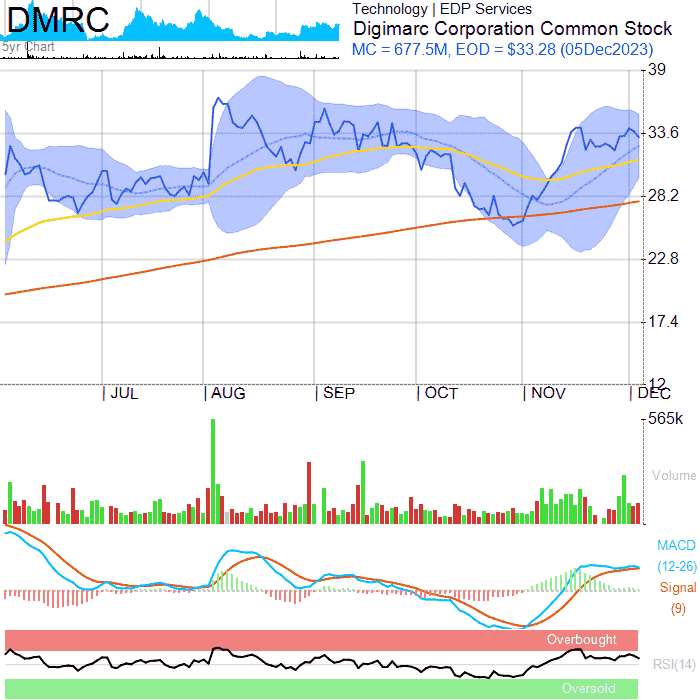 DMRC
5yr Chart
Technology | EDP Services
Digimarc Corporation Common Stock
MC = 677.5M, EOD = $33.28 (05Dec2023)
39
33.6
28.2
22.8
17.4
12
JUL AUG SEP OCT NOV DEC
565k
Volume
MACD
(12-26)
Signal
(9)
Overbought
RSI(14)
Oversold